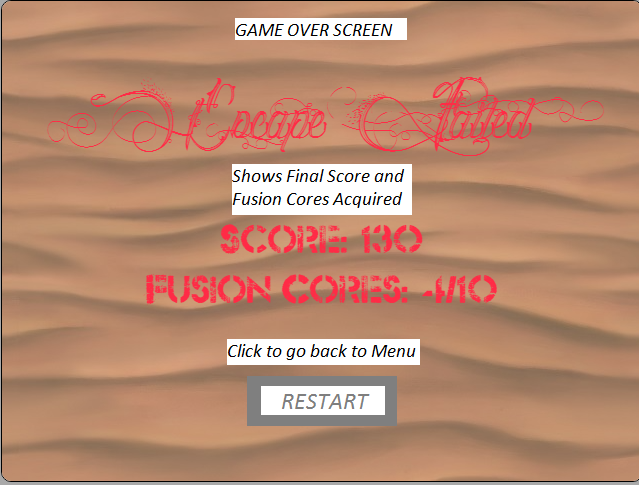 GAME OVER SCREEN
Escape Failed
Shows Final Score and
Fusion Cores Acquired
SCORE: 130
FUSION CORES: 4/10
Click to go back to Menu
RESTART